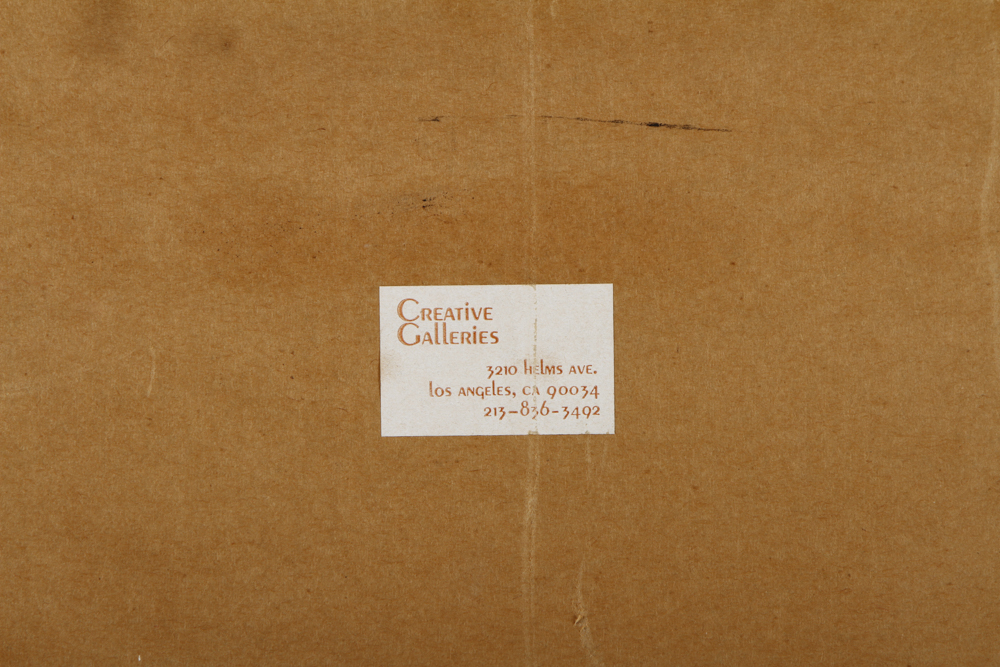 Creative
Galleries
3210 Helms Ave.
Los Angeles, CA 90034
213-836-3492